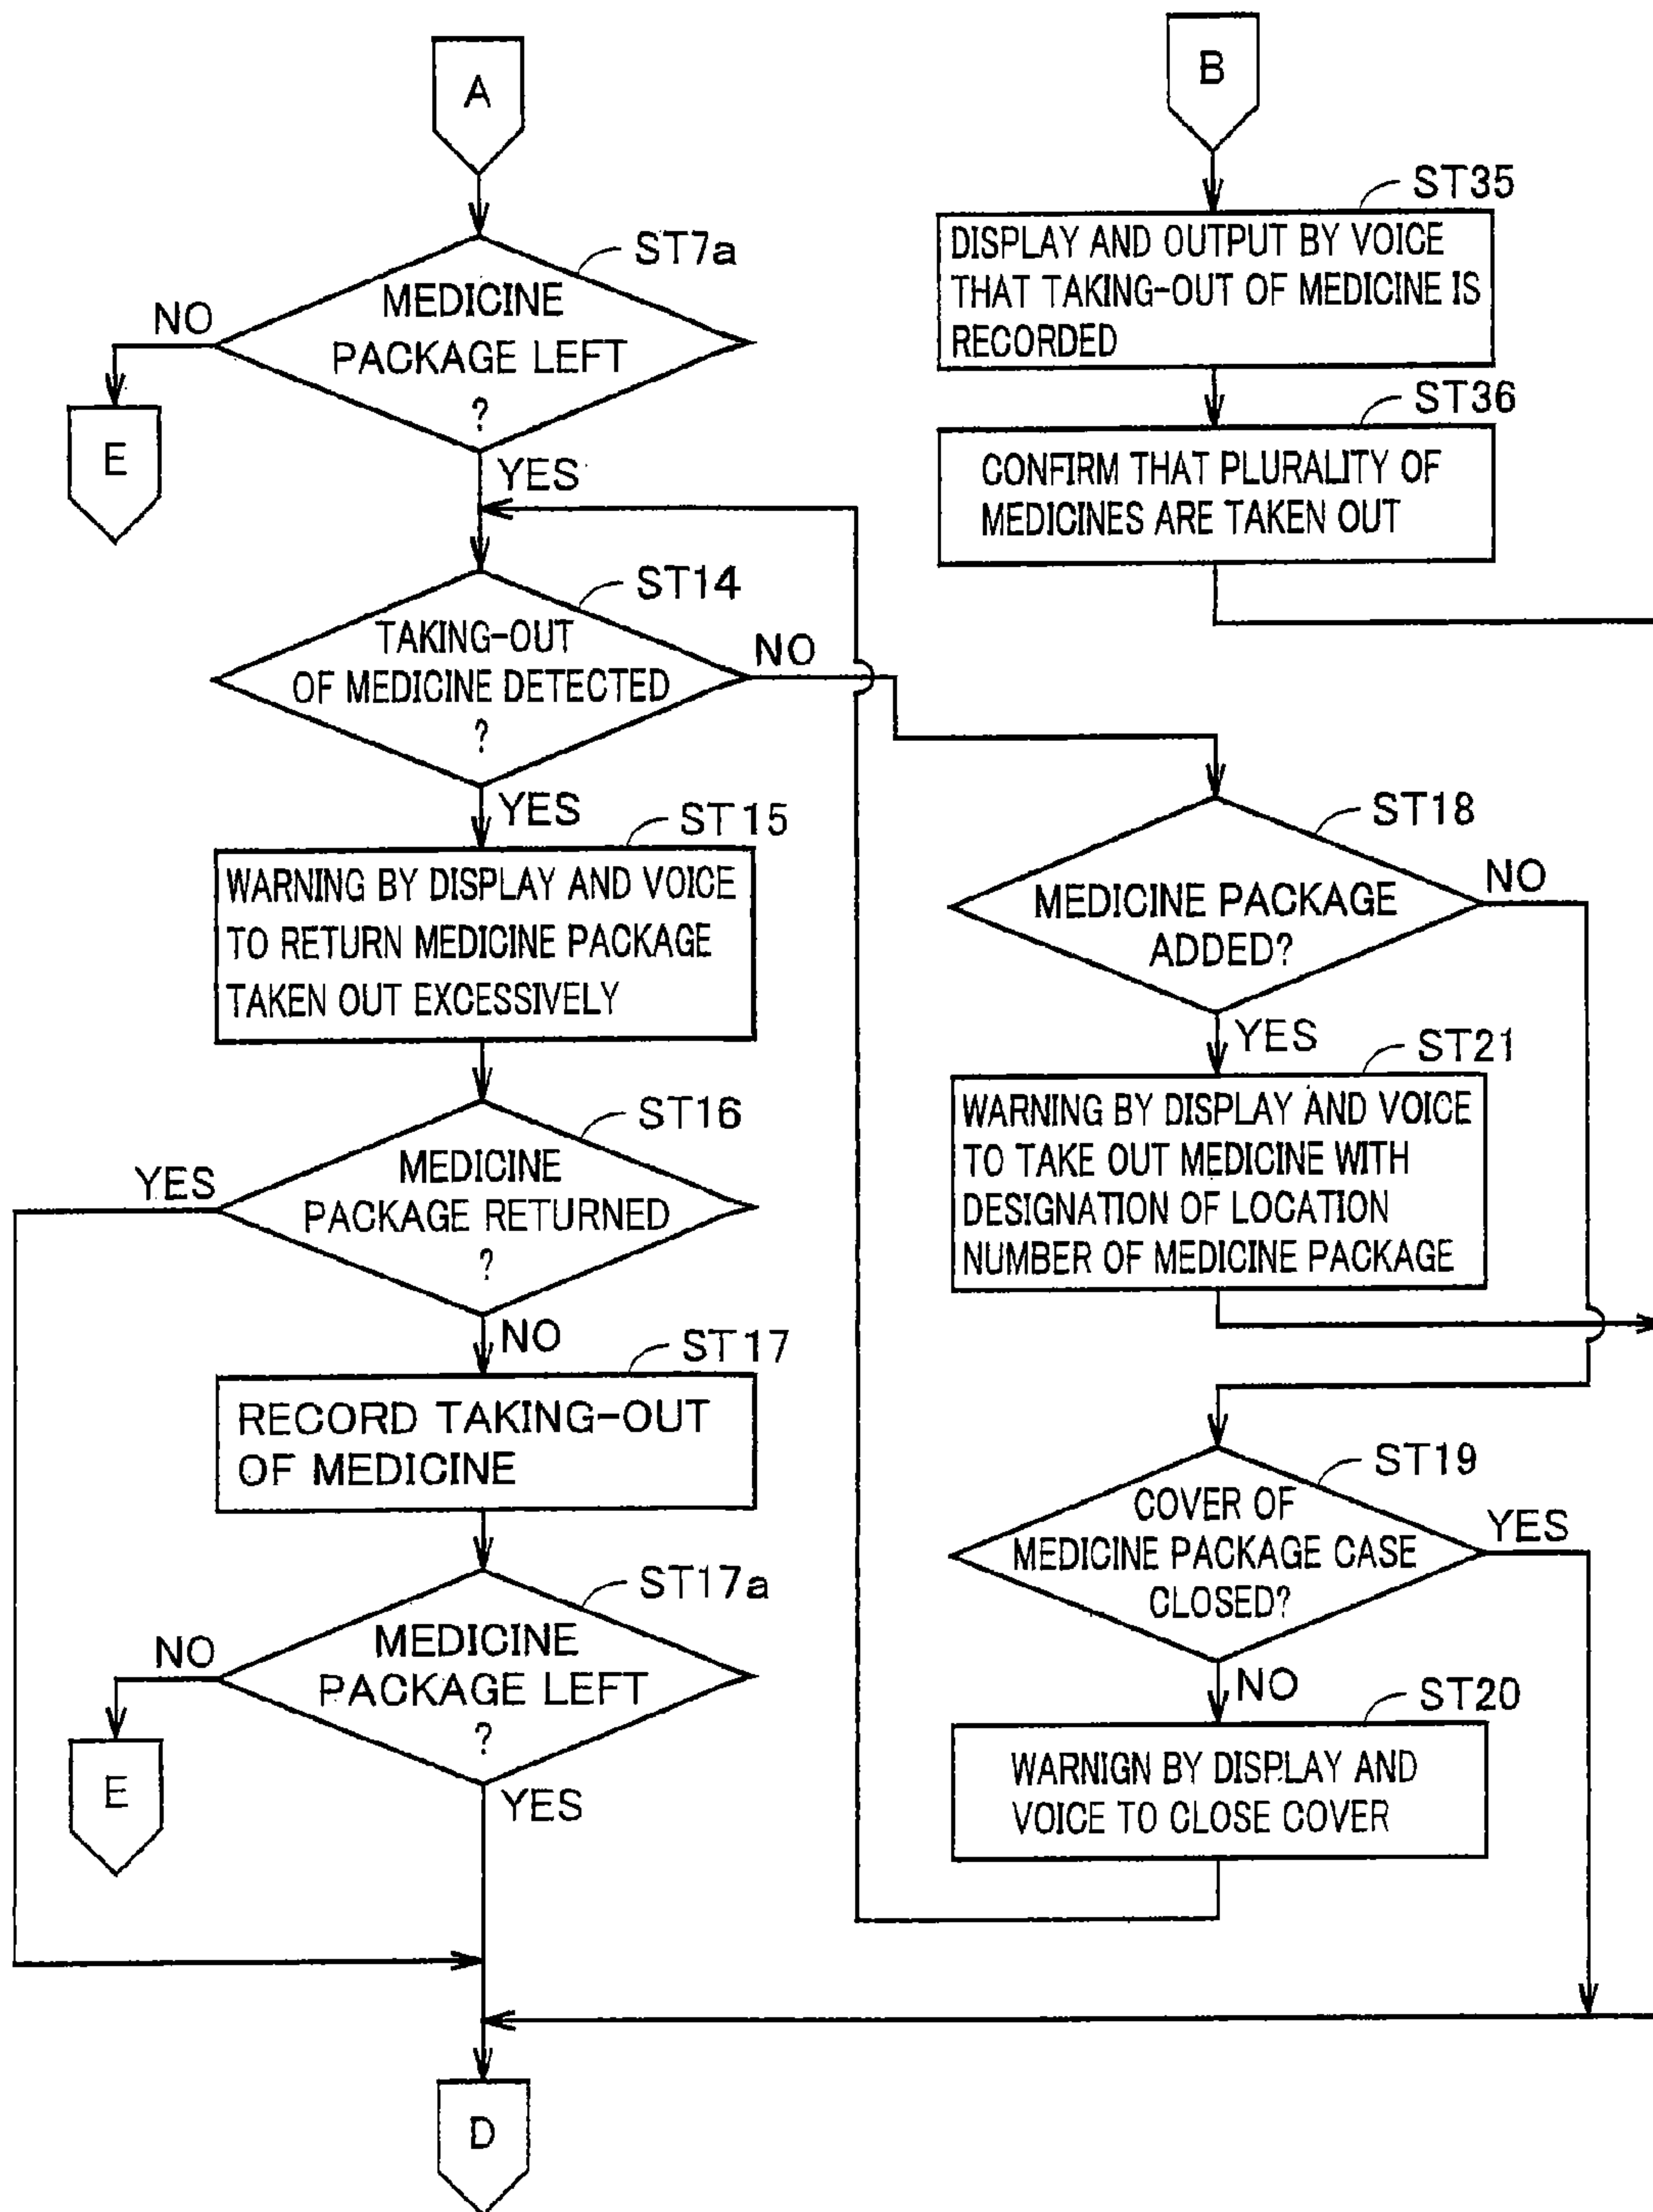 A
ST7a
MEDICINE
PACKAGE LEFT
?
NO
E
YES
ST14
TAKING-OUT
OF MEDICINE DETECTED
?
NO
YES
ST15
WARNING BY DISPLAY AND VOICE
TO RETURN MEDICINE PACKAGE
TAKEN OUT EXCESSIVELY
ST16
MEDICINE
PACKAGE RETURNED
?
YES
NO
ST17
RECORD TAKING-OUT
OF MEDICINE
ST17a
MEDICINE
PACKAGE LEFT
?
NO
E
YES
D
B
ST35
DISPLAY AND OUTPUT BY VOICE
THAT TAKING-OUT OF MEDICINE IS
RECORDED
ST36
CONFIRM THAT PLURALITY OF
MEDICINES ARE TAKEN OUT
ST18
MEDICINE PACKAGE
ADDED?
NO
YES
ST21
WARNING BY DISPLAY AND VOICE
TO TAKE OUT MEDICINE WITH
DESIGNATION OF LOCATION
NUMBER OF MEDICINE PACKAGE
ST19
COVER OF
MEDICINE PACKAGE CASE
CLOSED?
YES
NO
ST20
WARNIGN BY DISPLAY AND
VOICE TO CLOSE COVER